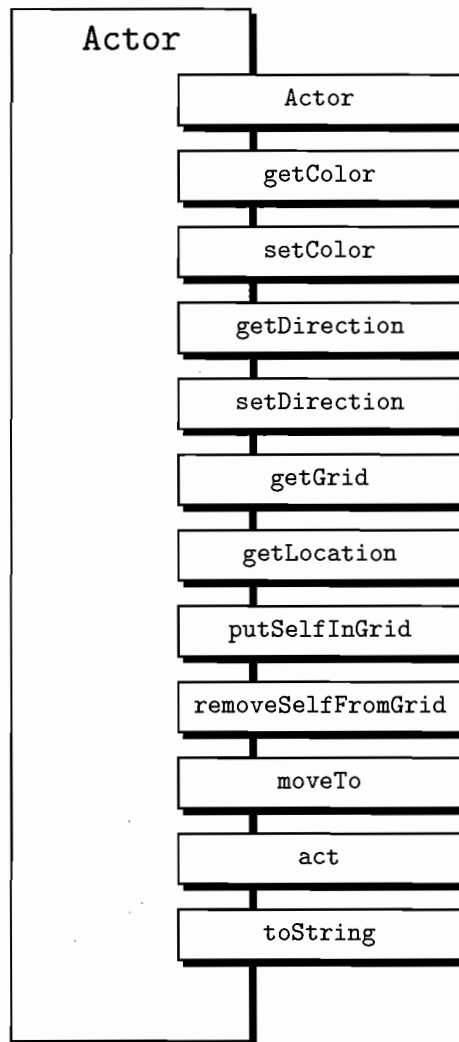 Actor
Actor
getColor
setColor
getDirection
setDirection
getGrid
getLocation
putSelfInGrid
removeSelfFromGrid
moveTo
act
toString